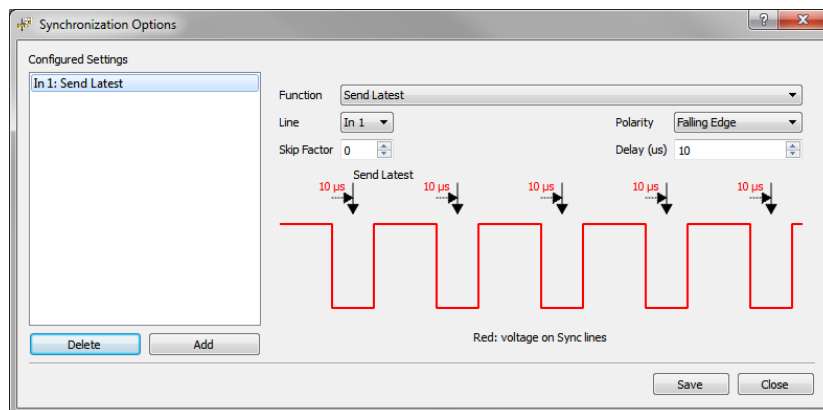 Synchronization Options
Configured Settings
In 1: Send Latest
Function Send Latest
Line In 1 Polarity Falling Edge
Skip Factor 0 Delay (us) 10
Send Latest
10 µs 10 µs 10 µs 10 µs 10 µs
Red: voltage on Sync lines
Delete Add
Save Close